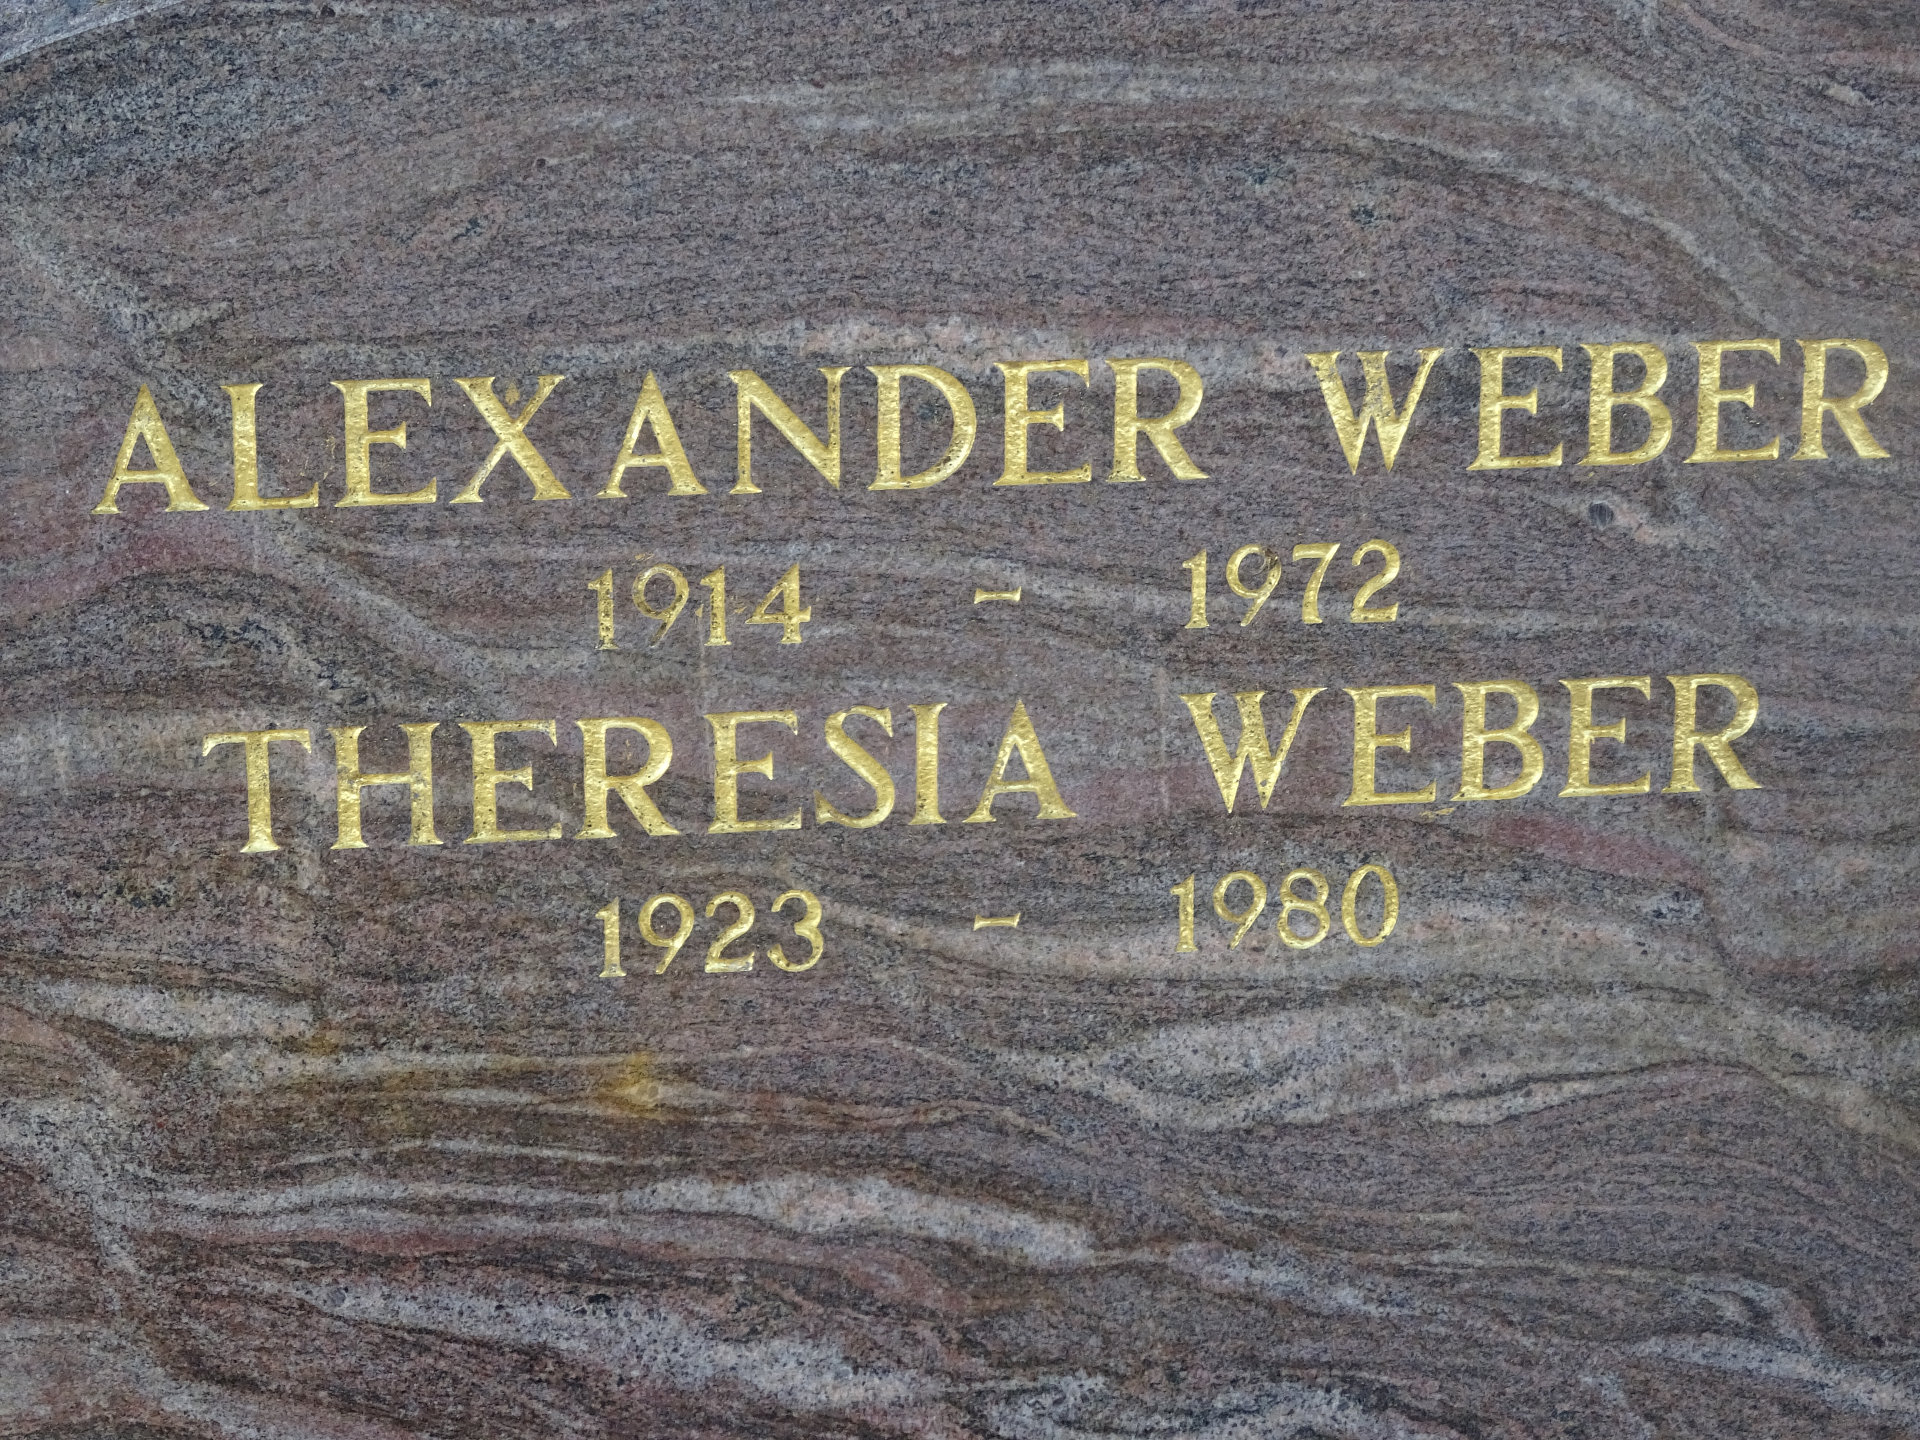 ALEXANDER WEBER
1914 - 1972
THERESIA WEBER
1923 - 1980